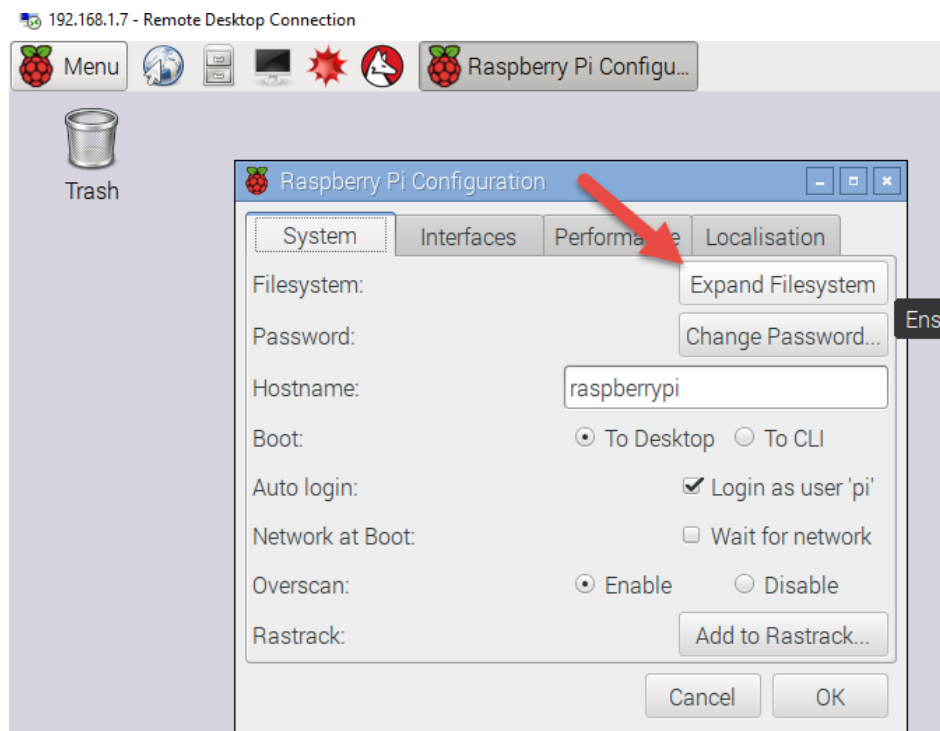 192.168.1.7 - Remote Desktop Connection
Menu Raspberry Pi Configu...
Trash
Raspberry Pi Configuration
System Interfaces Performance Localisation
Filesystem: Expand Filesystem
Ens
Password: Change Password...
Hostname: raspberrypi
Boot: To Desktop To CLI
Auto login: Login as user 'pi'
Network at Boot: Wait for network
Overscan: Enable Disable
Rastrack: Add to Rastrack...
Cancel OK